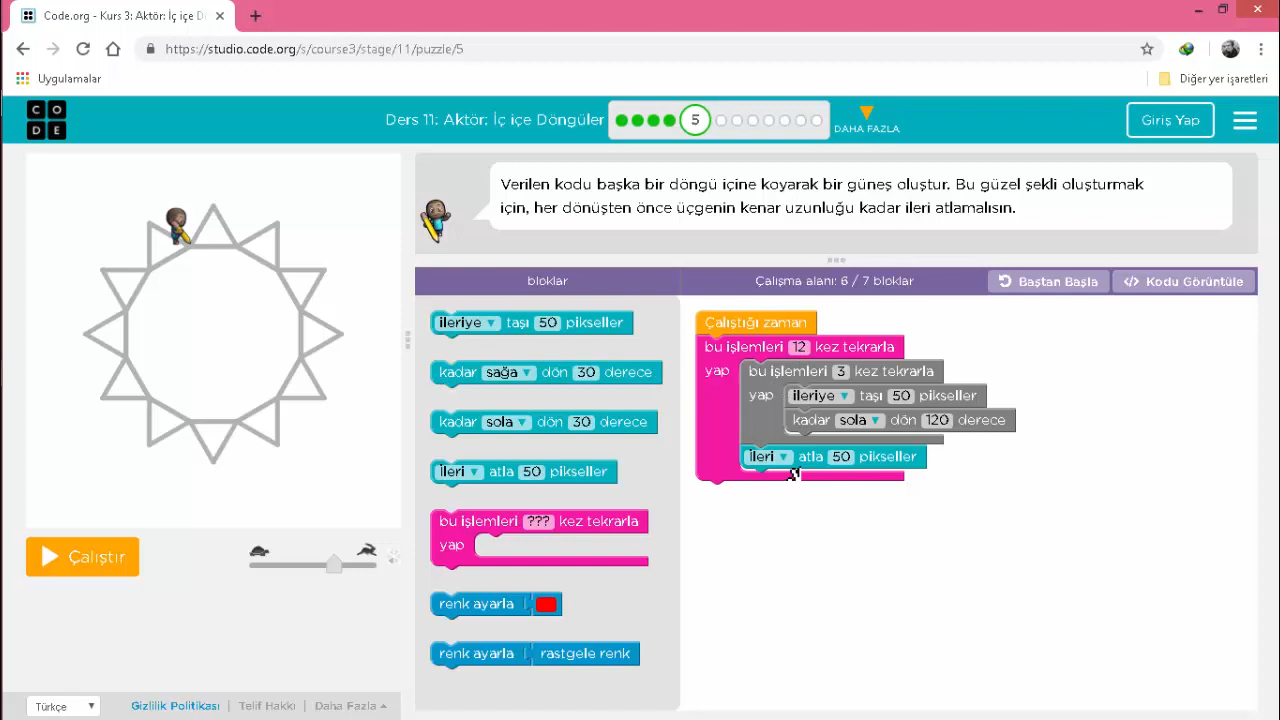 Code.org - Kurs 3: Aktör: İç içe Dön
https://studio.code.org/s/course3/stage/11/puzzle/5
Uygulamalar
Diğer yer işaretleri
C O
D E
Ders 11: Aktör: İç içe Döngüler
5
DAHA FAZLA
Giriş Yap
Verilen kodu başka bir döngü içine koyarak bir güneş oluştur. Bu güzel şekli oluşturmak
için, her dönüşten önce üçgenin kenar uzunluğu kadar ileri atlamalısın.
bloklar
Çalışma alanı: 6 / 7 bloklar
Baştan Başla
Kodu Görüntüle
ileriye taşı 50 pikseller
kadar sağa dön 30 derece
kadar sola dön 30 derece
İleri atla 50 pikseller
bu işlemleri ??? kez tekrarla
yap
renk ayarla
renk ayarla rastgele renk
Çalıştığı zaman
bu işlemleri 12 kez tekrarla
yap bu işlemleri 3 kez tekrarla
yap ileriye taşı 50 pikseller
kadar sola dön 120 derece
İleri atla 50 pikseller
Çalıştır
Türkçe
Gizlilik Politikası | Telif Hakkı | Daha Fazla